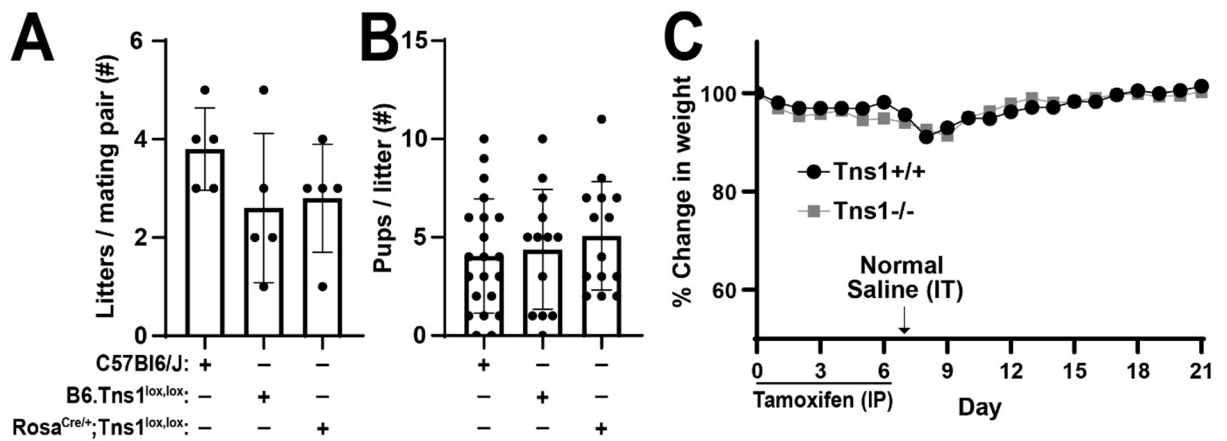 A
Litters / mating pair (#)
6
4
2
0
C57Bl6/J: + – –
B6.Tns1lox,lox: – + –
RosaCre/+;Tns1lox,lox: – – +
B
Pups / litter (#)
15
10
5
0
+ – –
– + –
– – +
C
% Change in weight
100
80
60
Tns1+/+
Tns1-/-
Normal
Saline (IT)
0 3 6 9 12 15 18 21
Tamoxifen (IP)
Day